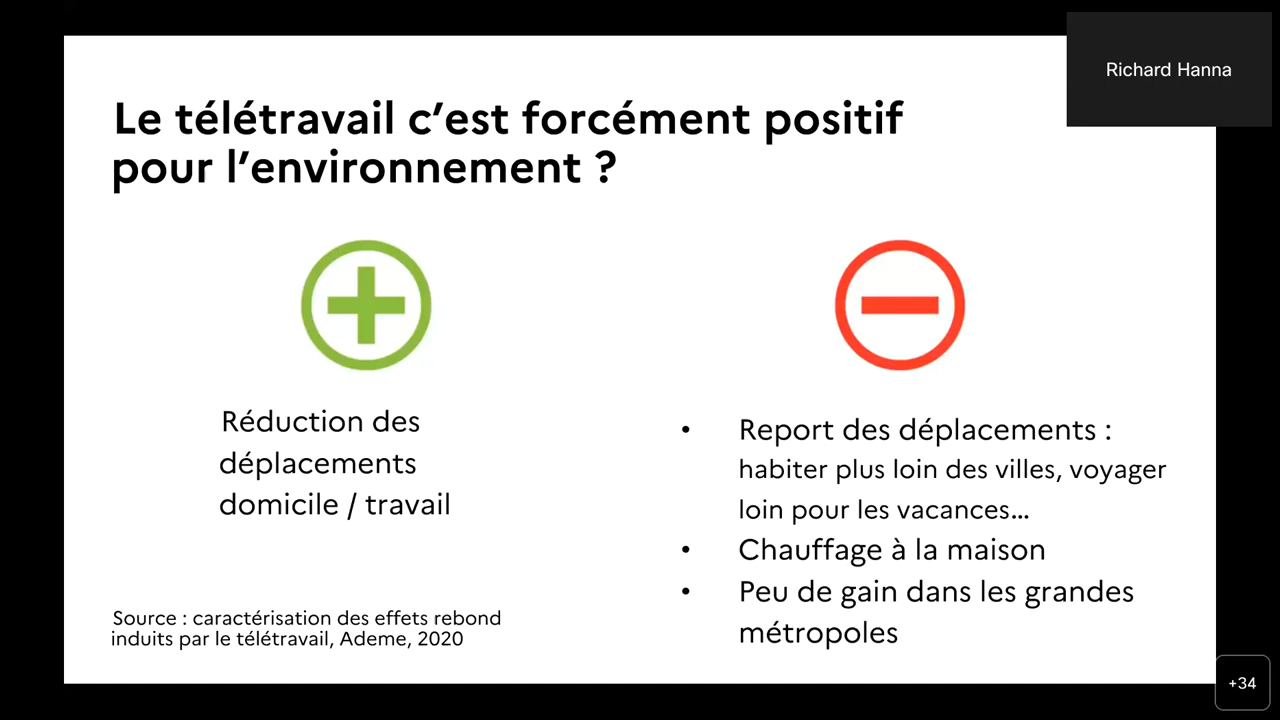 Richard Hanna
Le télétravail c’est forcément positif
pour l’environnement ?
Réduction des
déplacements
domicile / travail
• Report des déplacements :
habiter plus loin des villes, voyager
loin pour les vacances…
• Chauffage à la maison
• Peu de gain dans les grandes
métropoles
Source : caractérisation des effets rebond
induits par le télétravail, Ademe, 2020
+34